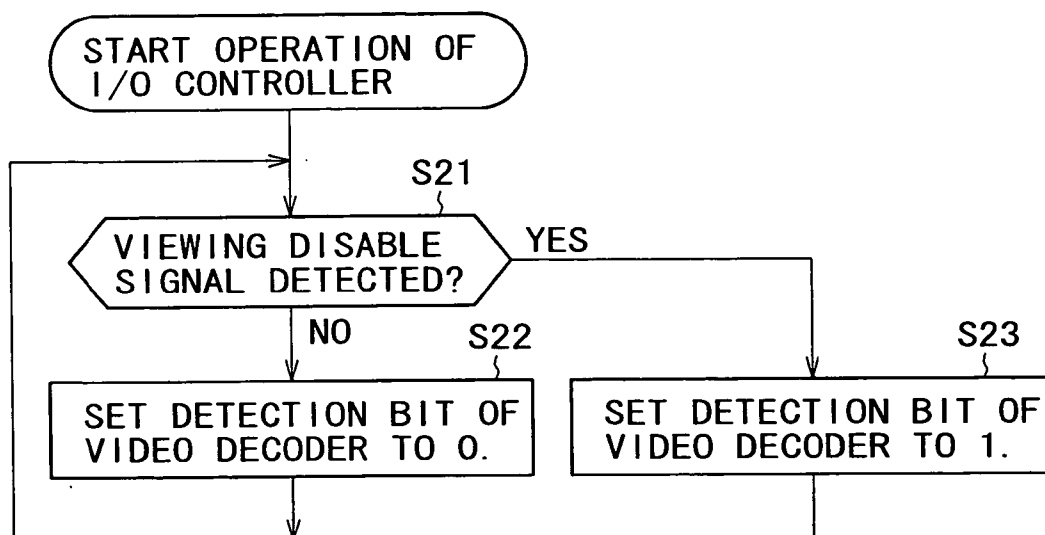 START OPERATION OF
I/O CONTROLLER
S21
VIEWING DISABLE
SIGNAL DETECTED?
YES
NO
S22
SET DETECTION BIT OF
VIDEO DECODER TO 0.
S23
SET DETECTION BIT OF
VIDEO DECODER TO 1.